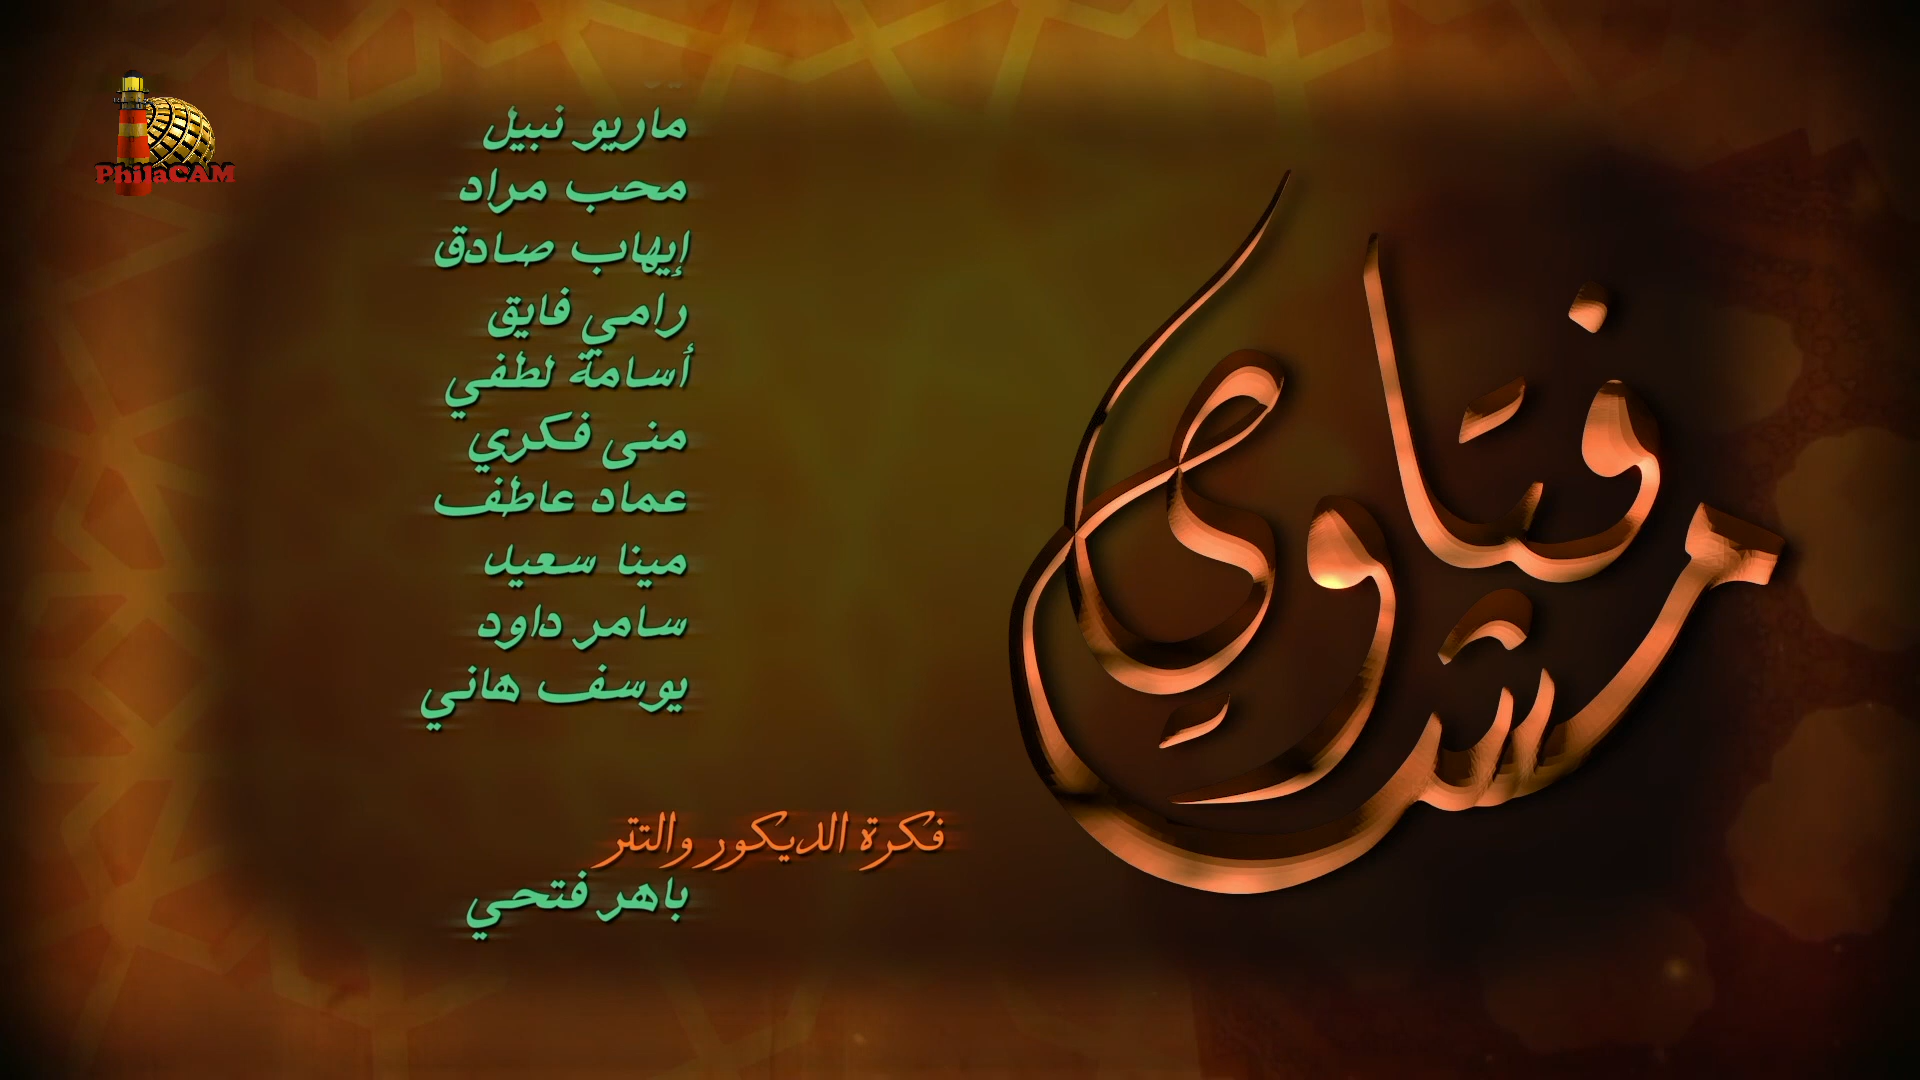 PhilaCAM
ماريو نبيل
محب مراد
إيهاب صادق
رامي فايق
أسامة لطفي
منى فكري
عماد عاطف
مينا سعيد
سامر داود
يوسف هاني
فكرة الديكور والتتر
باهر فتحي